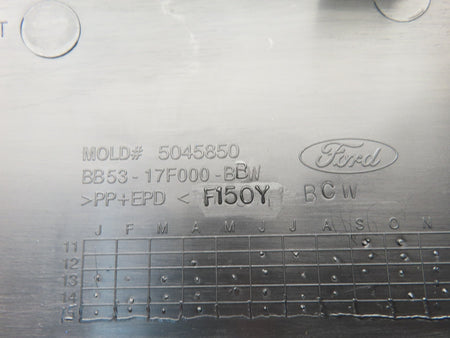 T
MOLD# 5045850
Ford
BB53-17F000-BBW
>PP+EPD < F150Y BCW
J F M A M J J A S O N
11
12
13
14
15